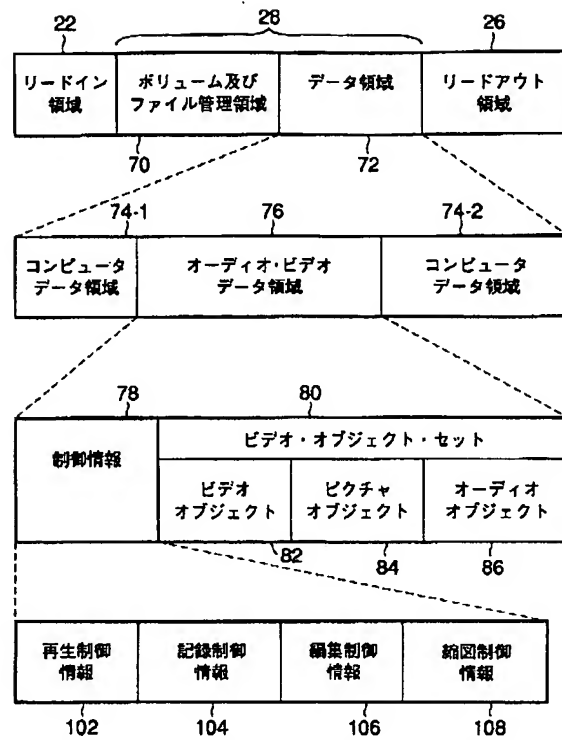 22
28
26
リードイン
領域
ボリューム及び
ファイル管理領域
データ領域
リードアウト
領域
70
72
74-1
76
74-2
コンピュータ
データ領域
オーディオ・ビデオ
データ領域
コンピュータ
データ領域
78
80
制御情報
ビデオ・オブジェクト・セット
ビデオ
オブジェクト
ピクチャ
オブジェクト
オーディオ
オブジェクト
82
84
86
再生制御
情報
記録制御
情報
編集制御
情報
縮図制御
情報
102
104
106
108